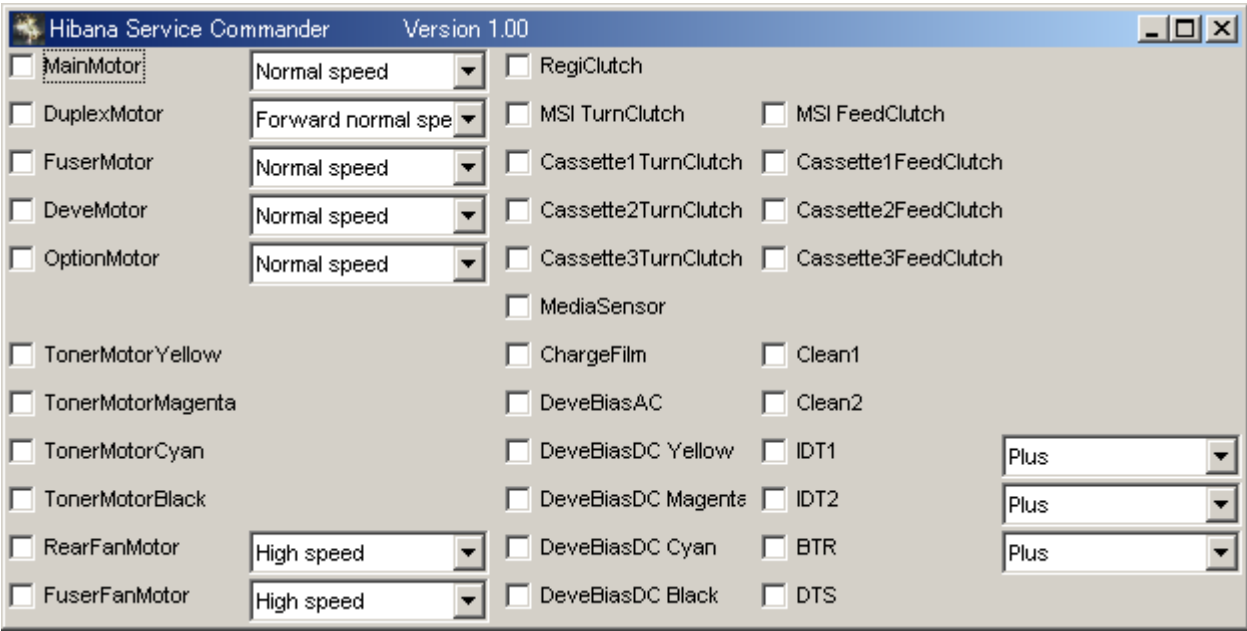 Hibana Service Commander Version 1.00
MainMotor Normal speed RegiClutch
DuplexMotor Forward normal spe MSI TurnClutch MSI FeedClutch
FuserMotor Normal speed Cassette1TurnClutch Cassette1FeedClutch
DeveMotor Normal speed Cassette2TurnClutch Cassette2FeedClutch
OptionMotor Normal speed Cassette3TurnClutch Cassette3FeedClutch
MediaSensor
TonerMotorYellow ChargeFilm Clean1
TonerMotorMagenta DeveBiasAC Clean2
TonerMotorCyan DeveBiasDC Yellow IDT1 Plus
TonerMotorBlack DeveBiasDC Magenta IDT2 Plus
RearFanMotor High speed DeveBiasDC Cyan BTR Plus
FuserFanMotor High speed DeveBiasDC Black DTS